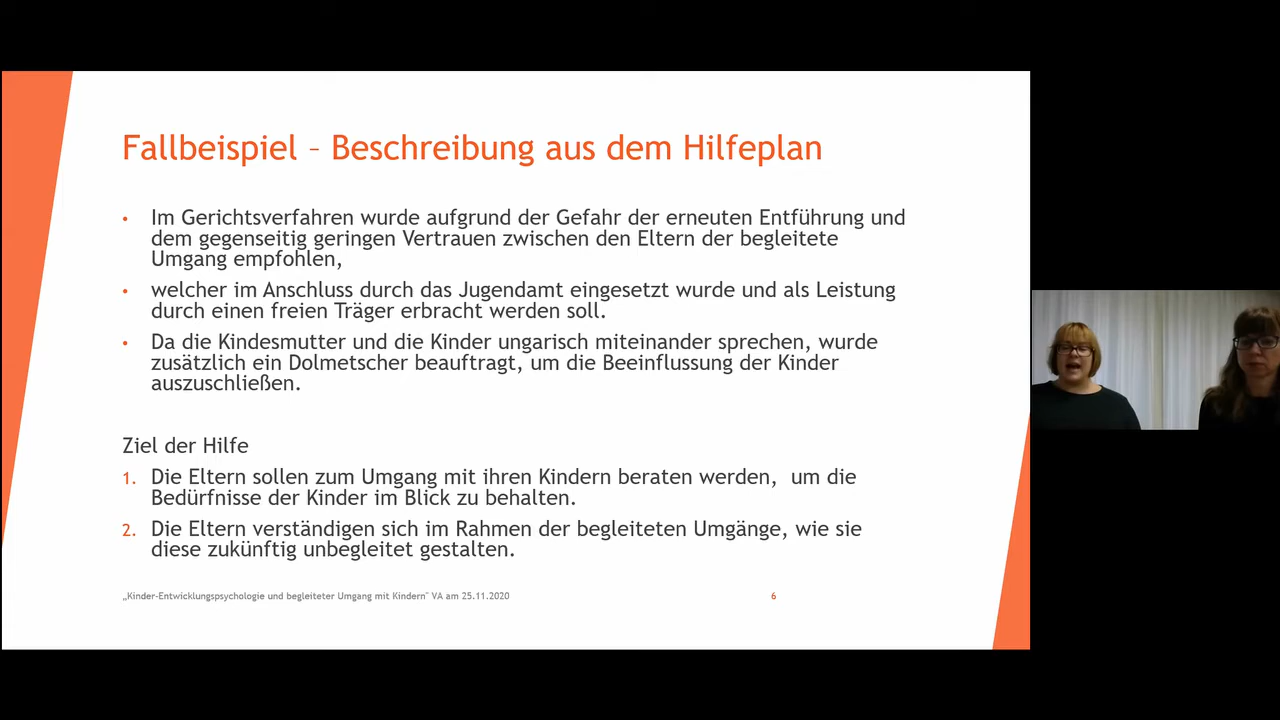 Fallbeispiel – Beschreibung aus dem Hilfeplan
• Im Gerichtsverfahren wurde aufgrund der Gefahr der erneuten Entführung und
dem gegenseitig geringen Vertrauen zwischen den Eltern der begleitete
Umgang empfohlen,
• welcher im Anschluss durch das Jugendamt eingesetzt wurde und als Leistung
durch einen freien Träger erbracht werden soll.
• Da die Kindesmutter und die Kinder ungarisch miteinander sprechen, wurde
zusätzlich ein Dolmetscher beauftragt, um die Beeinflussung der Kinder
auszuschließen.
Ziel der Hilfe
1. Die Eltern sollen zum Umgang mit ihren Kindern beraten werden,  um die
Bedürfnisse der Kinder im Blick zu behalten.
2. Die Eltern verständigen sich im Rahmen der begleiteten Umgänge, wie sie
diese zukünftig unbegleitet gestalten.
„Kinder-Entwicklungspsychologie und begleiteter Umgang mit Kindern" VA am 25.11.2020
6